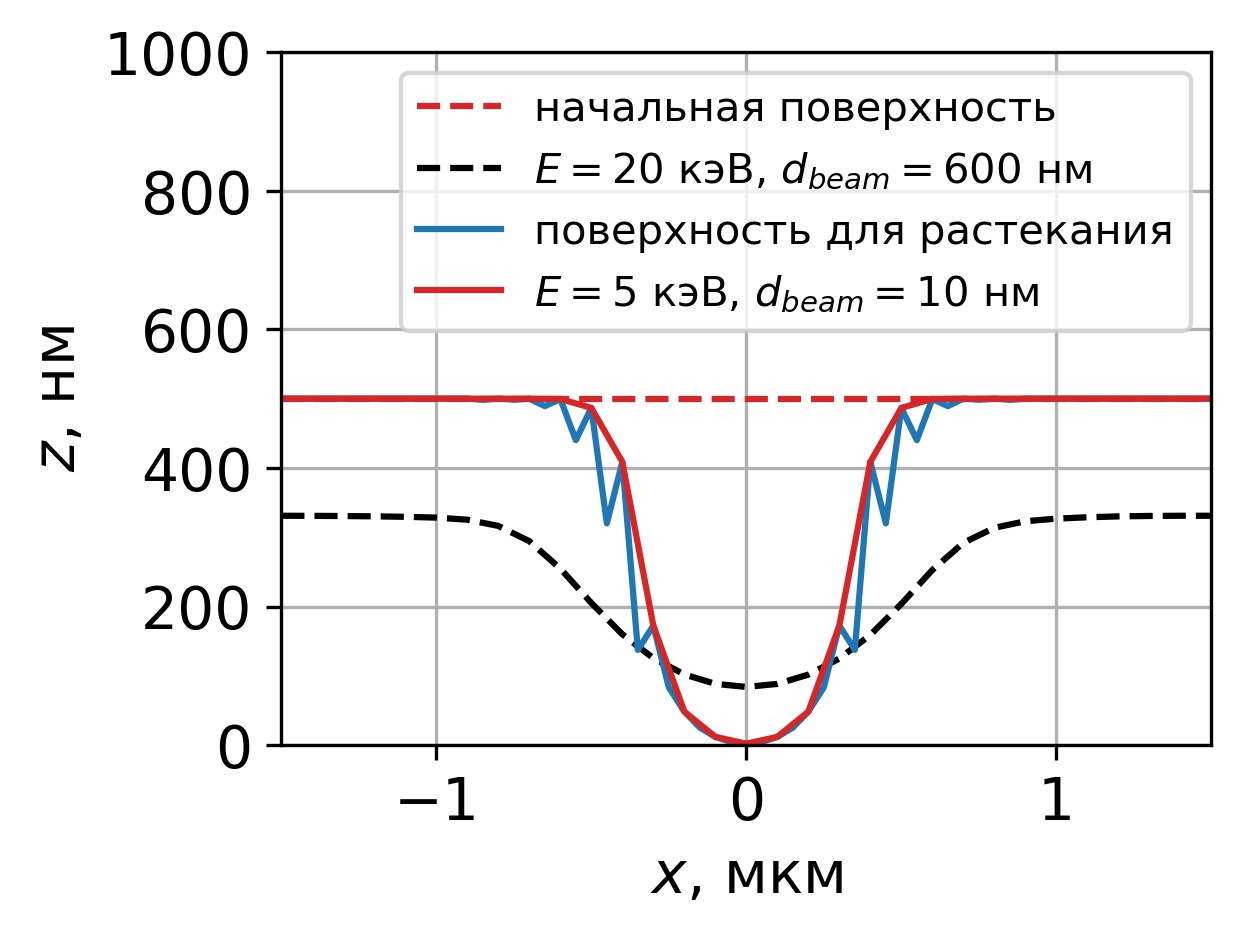 1000
800
600
400
200
0
z, нм
начальная поверхность
E = 20 кэВ, d_beam = 600 нм
поверхность для растекания
E = 5 кэВ, d_beam = 10 нм
−1 0 1
x, мкм